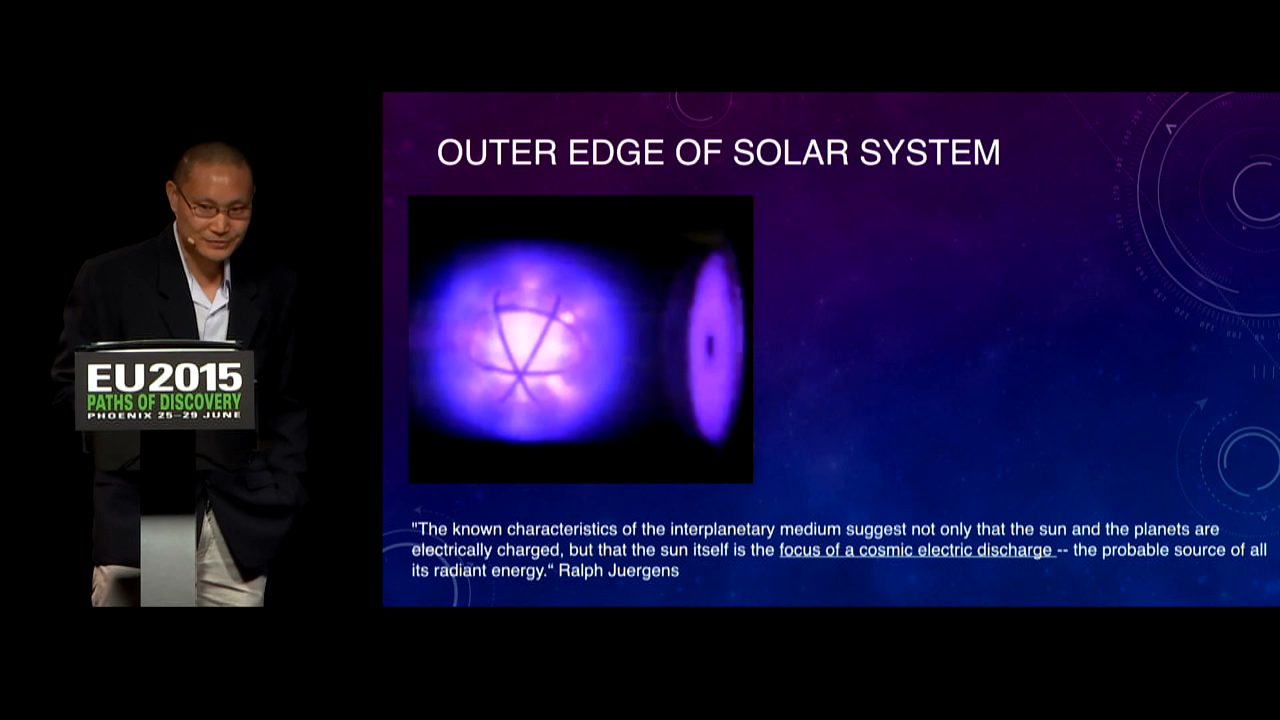 OUTER EDGE OF SOLAR SYSTEM
EU2015
PATHS OF DISCOVERY
PHOENIX 25–29 JUNE
"The known characteristics of the interplanetary medium suggest not only that the sun and the planets are
electrically charged, but that the sun itself is the focus of a cosmic electric discharge -- the probable source of all
its radiant energy.“ Ralph Juergens